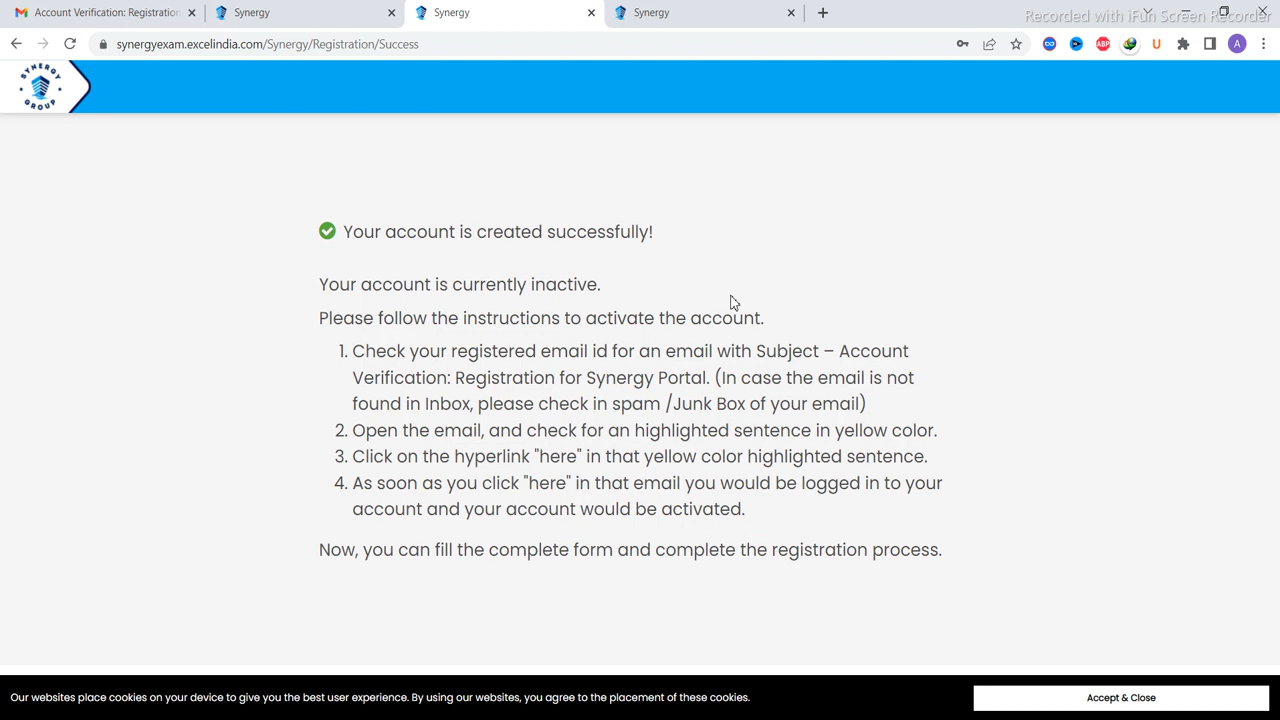 Account Verification: Registration
Synergy
Synergy
Synergy
Recorded with iFun Screen Recorder
synergyexam.excelindia.com/Synergy/Registration/Success
ABP
U
A
SYNERGY
GROUP
Your account is created successfully!
Your account is currently inactive.
Please follow the instructions to activate the account.
1. Check your registered email id for an email with Subject – Account
Verification: Registration for Synergy Portal. (In case the email is not
found in Inbox, please check in spam /Junk Box of your email)
2. Open the email, and check for an highlighted sentence in yellow color.
3. Click on the hyperlink "here" in that yellow color highlighted sentence.
4. As soon as you click "here" in that email you would be logged in to your
account and your account would be activated.
Now, you can fill the complete form and complete the registration process.
Our websites place cookies on your device to give you the best user experience. By using our websites, you agree to the placement of these cookies.
Accept & Close